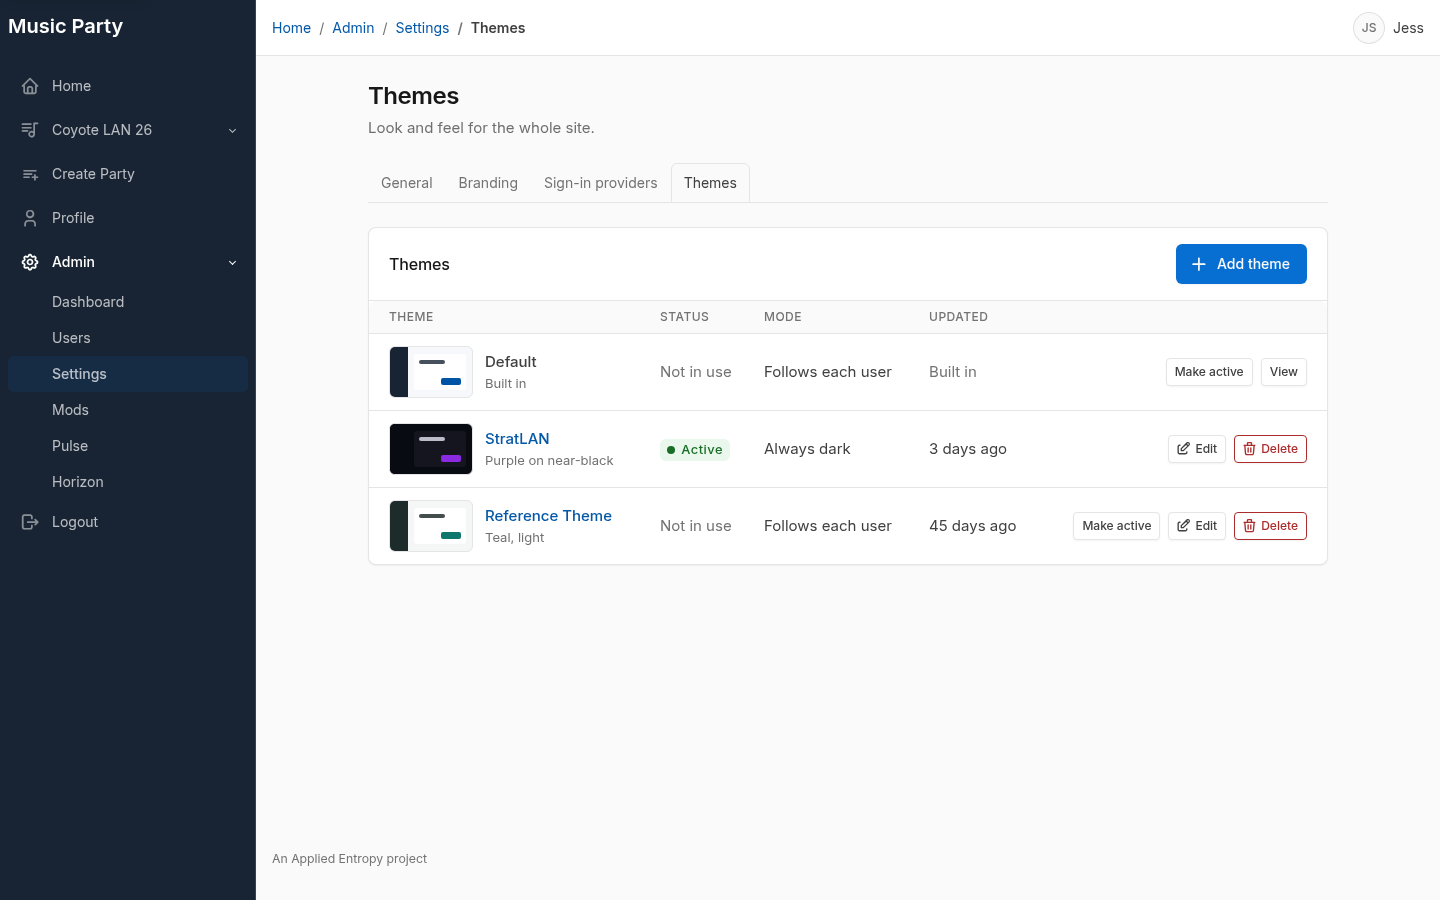 Music Party
Home / Admin / Settings / Themes
JS Jess
Home
Coyote LAN 26
Create Party
Profile
Admin
Dashboard
Users
Settings
Mods
Pulse
Horizon
Logout
Themes
Look and feel for the whole site.
General Branding Sign-in providers Themes
Themes
Add theme
THEME STATUS MODE UPDATED
Default
Built in
Not in use Follows each user Built in Make active View
StratLAN
Purple on near-black
Active Always dark 3 days ago Edit Delete
Reference Theme
Teal, light
Not in use Follows each user 45 days ago Make active Edit Delete
An Applied Entropy project